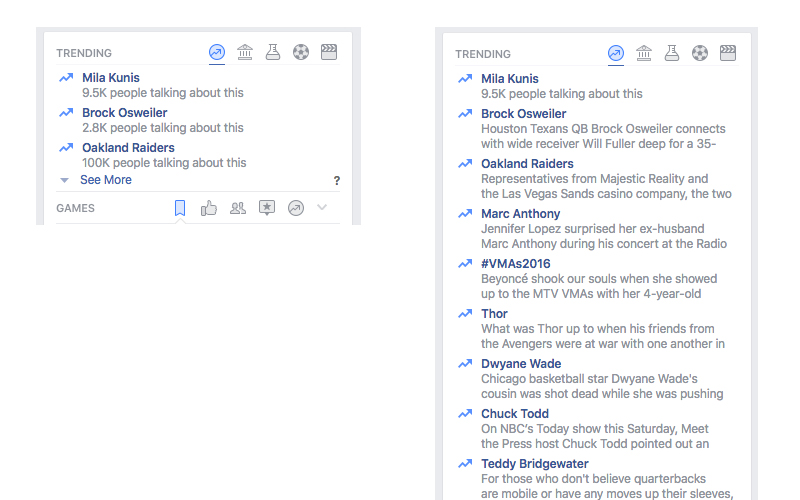 TRENDING
Mila Kunis
9.5K people talking about this
Brock Osweiler
2.8K people talking about this
Oakland Raiders
100K people talking about this
See More
?
GAMES
TRENDING
Mila Kunis
9.5K people talking about this
Brock Osweiler
Houston Texans QB Brock Osweiler connects
with wide receiver Will Fuller deep for a 35-
Oakland Raiders
Representatives from Majestic Reality and
the Las Vegas Sands casino company, the two
Marc Anthony
Jennifer Lopez surprised her ex-husband
Marc Anthony during his concert at the Radio
#VMAs2016
Beyoncé shook our souls when she showed
up to the MTV VMAs with her 4-year-old
Thor
What was Thor up to when his friends from
the Avengers were at war with one another in
Dwyane Wade
Chicago basketball star Dwyane Wade's
cousin was shot dead while she was pushing
Chuck Todd
On NBC's Today show this Saturday, Meet
the Press host Chuck Todd pointed out an
Teddy Bridgewater
For those who don't believe quarterbacks
are mobile or have any moves up their sleeves,